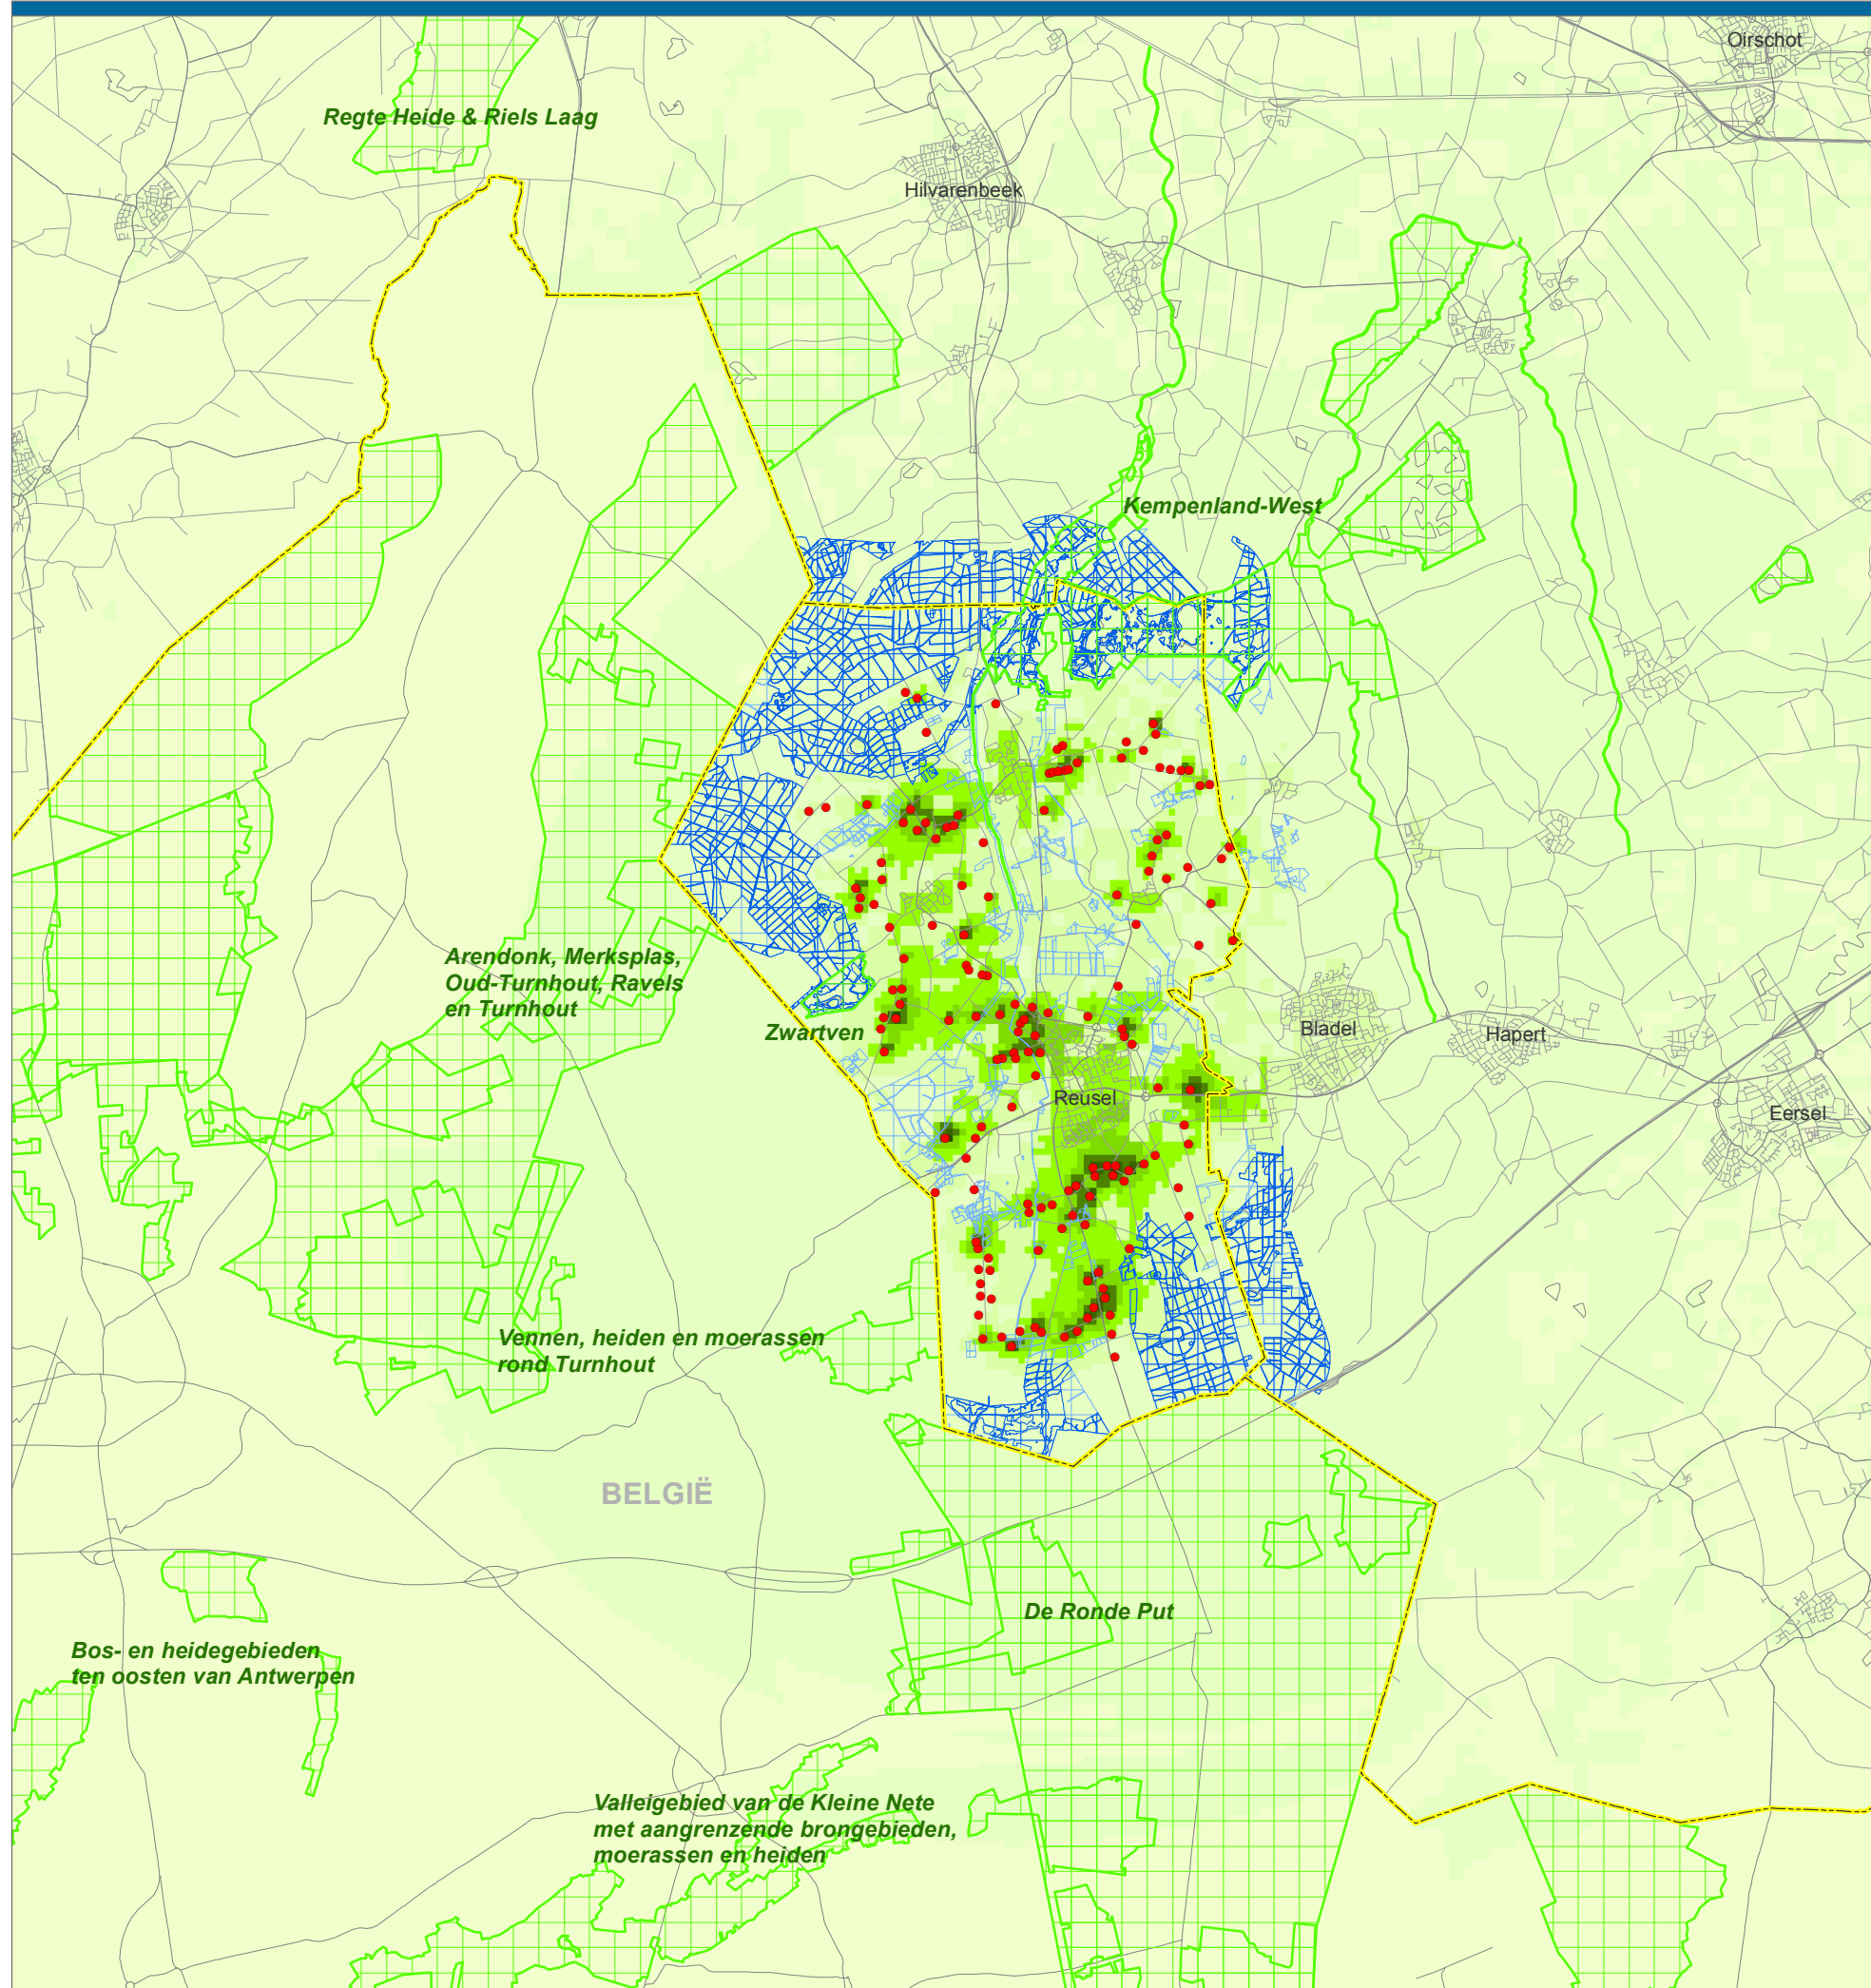 Oirschot
Regte Heide & Riels Laag
Hilvarenbeek
Kempenland-West
Arendonk, Merksplas,
Oud-Turnhout, Ravels
en Turnhout
Zwartven
Bladel
Hapert
Reusel
Eersel
Vennen, heiden en moerassen
rond Turnhout
BELGIË
De Ronde Put
Bos- en heidegebieden
ten oosten van Antwerpen
Valleigebied van de Kleine Nete
met aangrenzende brongebieden,
moerassen en heiden